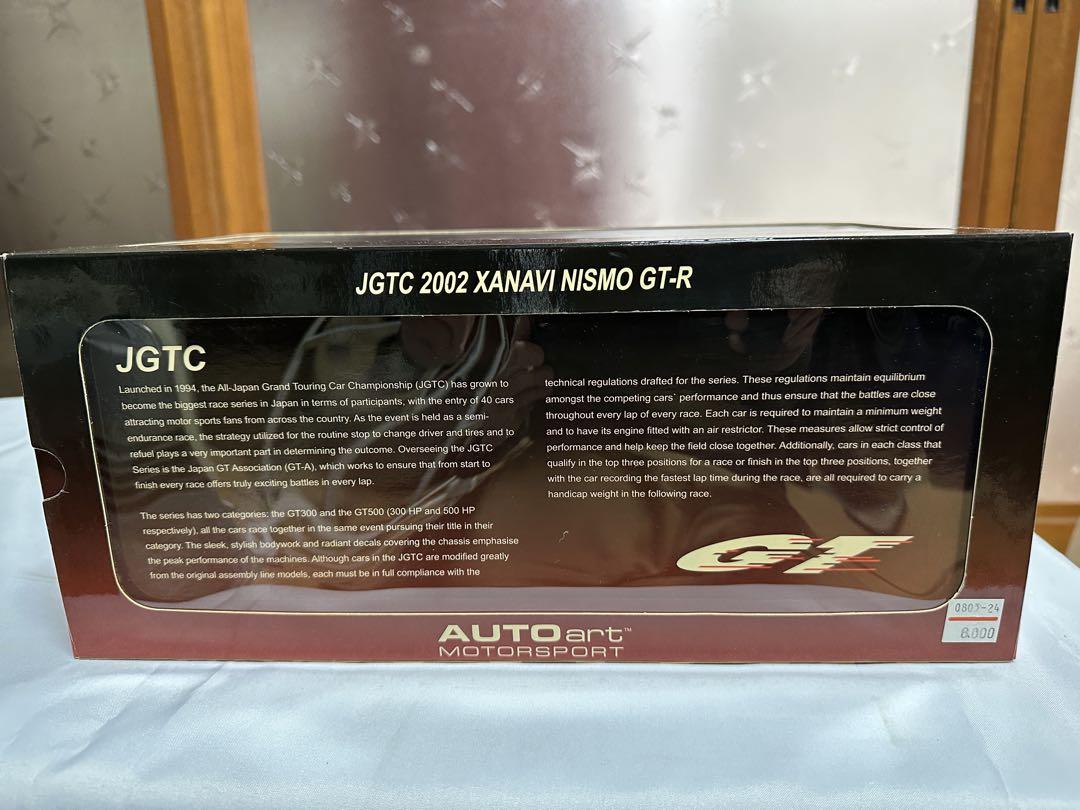 JGTC 2002 XANAVI NISMO GT-R
JGTC
Launched in 1994, the All-Japan Grand Touring Car Championship (JGTC) has grown to
become the biggest race series in Japan in terms of participants, with the entry of 40 cars
attracting motor sports fans from across the country. As the event is held as a semi-
endurance race, the strategy utilized for the routine stop to change driver and tires and to
refuel plays a very important part in determining the outcome. Overseeing the JGTC
Series is the Japan GT Association (GT-A), which works to ensure that from start to
finish every race offers truly exciting battles in every lap.
The series has two categories: the GT300 and the GT500 (300 HP and 500 HP
respectively), all the cars race together in the same event pursuing their title in their
category. The sleek, stylish bodywork and radiant decals covering the chassis emphasise
the peak performance of the machines. Although cars in the JGTC are modified greatly
from the original assembly line models, each must be in full compliance with the
technical regulations drafted for the series. These regulations maintain equilibrium
amongst the competing cars` performance and thus ensure that the battles are close
throughout every lap of every race. Each car is required to maintain a minimum weight
and to have its engine fitted with an air restrictor. These measures allow strict control of
performance and help keep the field close together. Additionally, cars in each class that
qualify in the top three positions for a race or finish in the top three positions, together
with the car recording the fastest lap time during the race, are all required to carry a
handicap weight in the following race.
GT
AUTOart™
MOTORSPORT